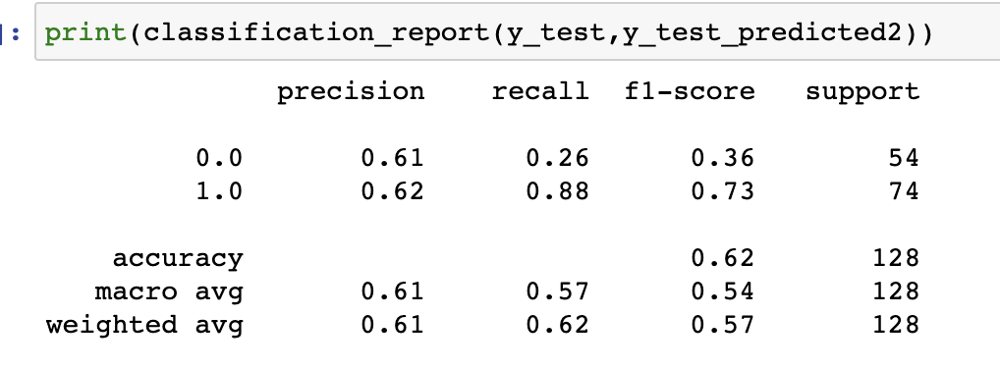 ]: print(classification_report(y_test,y_test_predicted2))
precision recall f1-score support
0.0 0.61 0.26 0.36 54
1.0 0.62 0.88 0.73 74
accuracy 0.62 128
macro avg 0.61 0.57 0.54 128
weighted avg 0.61 0.62 0.57 128